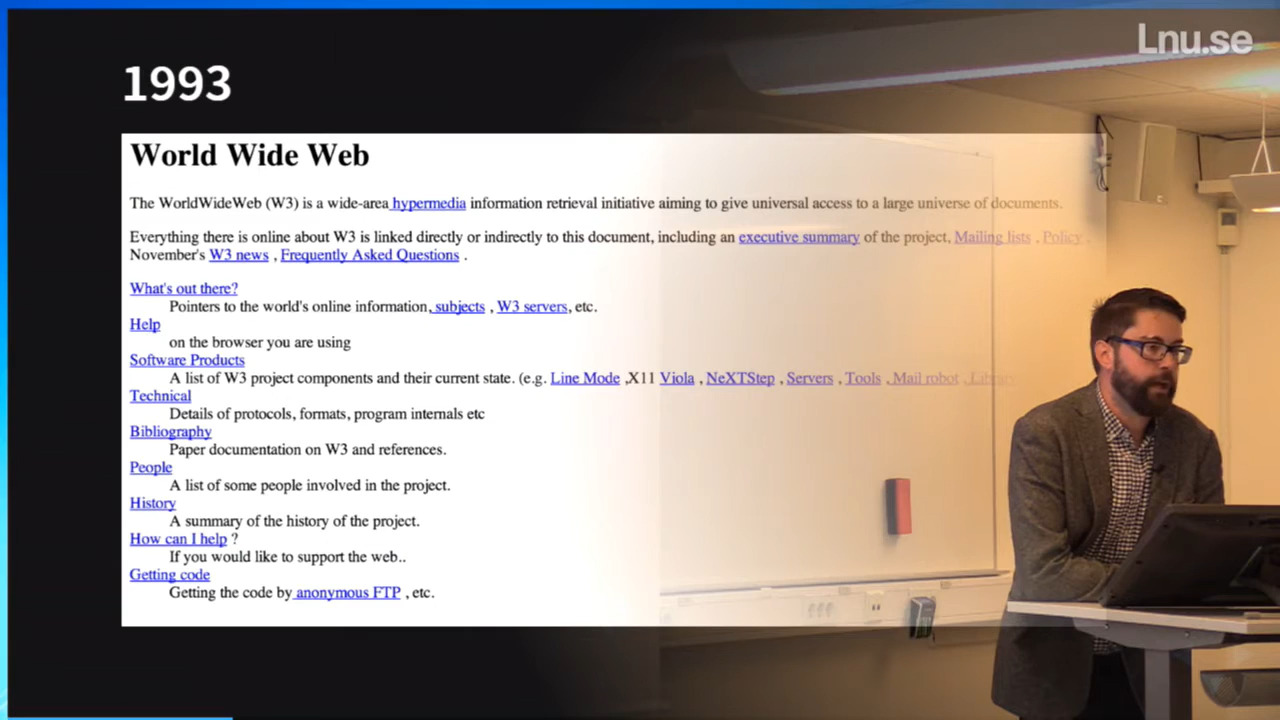 Lnu.se
1993
World Wide Web
The WorldWideWeb (W3) is a wide-area hypermedia information retrieval initiative aiming to give universal access to a large universe of documents.
Everything there is online about W3 is linked directly or indirectly to this document, including an executive summary of the project, Mailing lists , Policy ,
November's W3 news , Frequently Asked Questions .
What's out there?
Pointers to the world's online information, subjects , W3 servers, etc.
Help
on the browser you are using
Software Products
A list of W3 project components and their current state. (e.g. Line Mode ,X11 Viola , NeXTStep , Servers , Tools , Mail robot , Library
Technical
Details of protocols, formats, program internals etc
Bibliography
Paper documentation on W3 and references.
People
A list of some people involved in the project.
History
A summary of the history of the project.
How can I help ?
If you would like to support the web..
Getting code
Getting the code by anonymous FTP , etc.